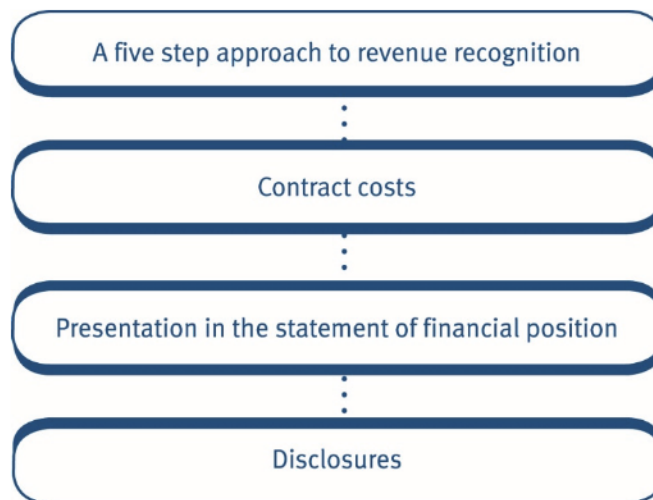 A five step approach to revenue recognition
Contract costs
Presentation in the statement of financial position
Disclosures